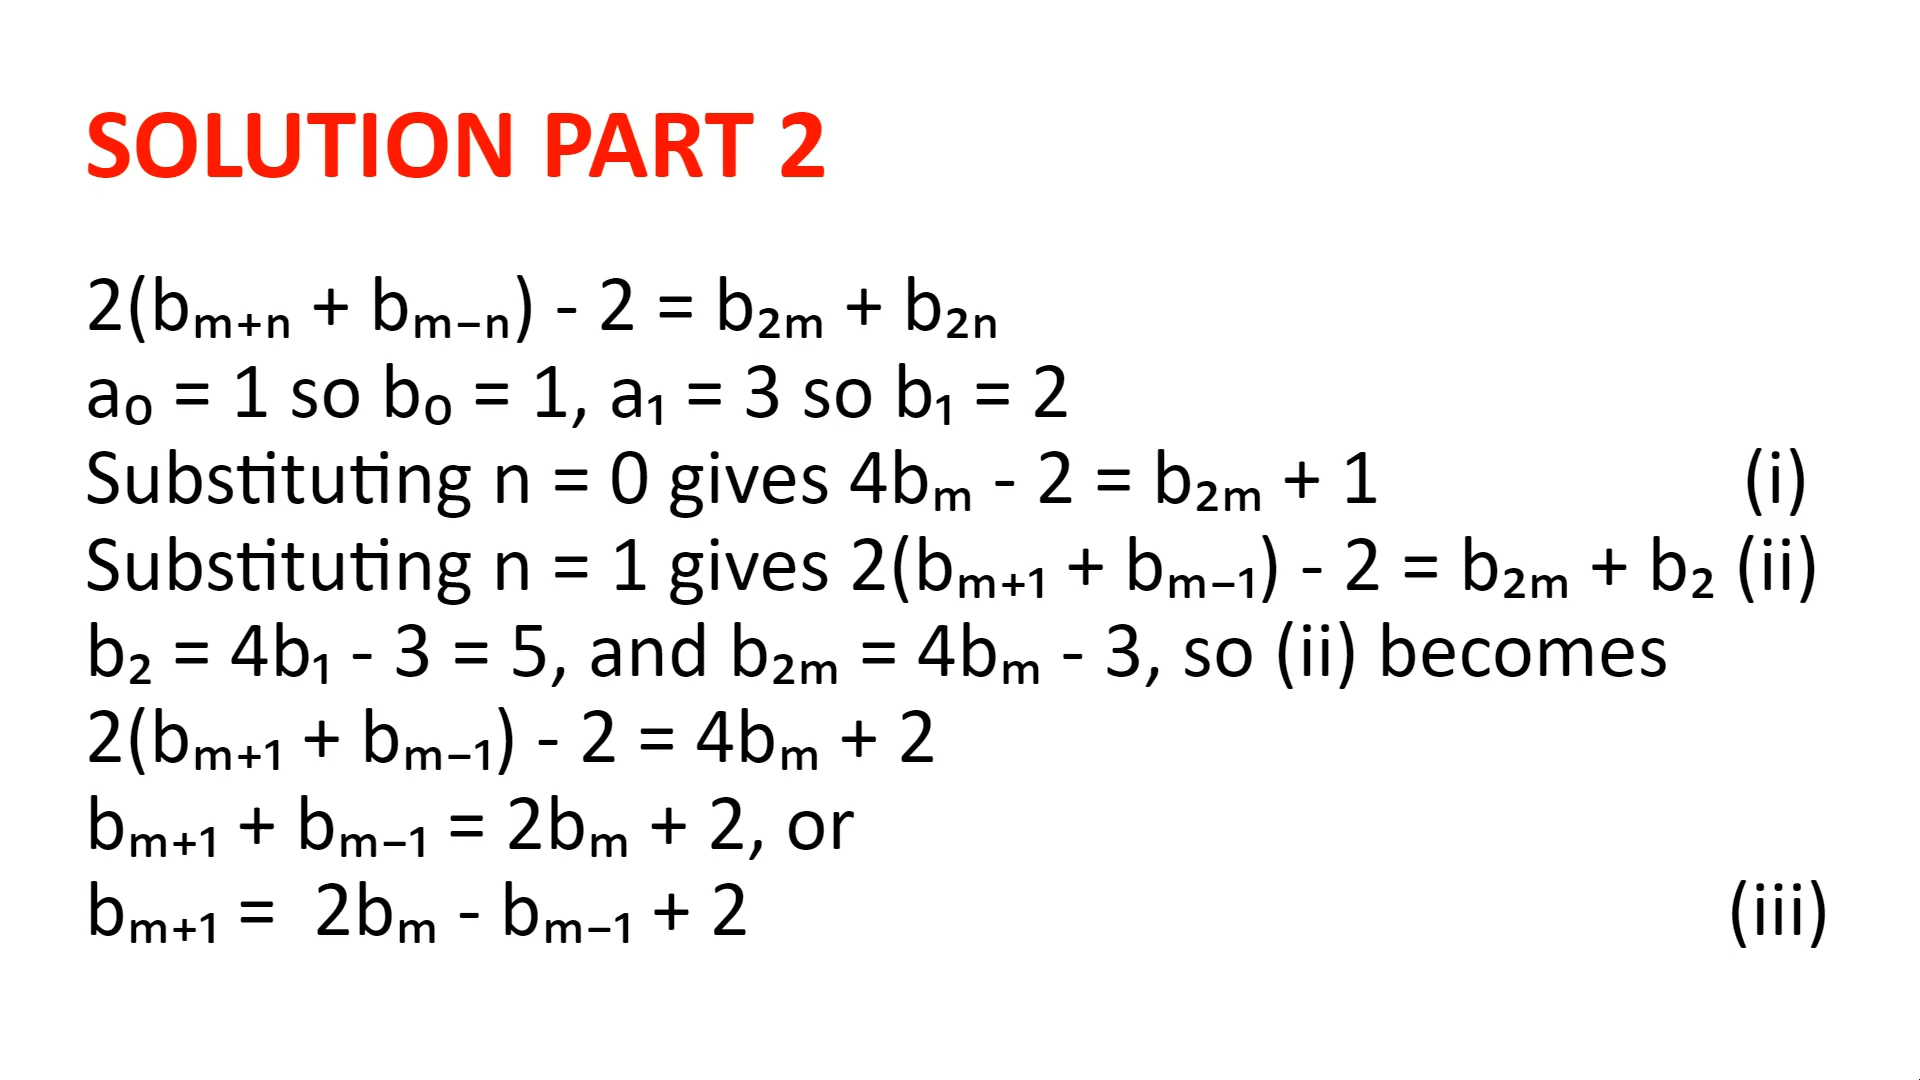 SOLUTION PART 2
2(bₘ₊ₙ + bₘ₋ₙ) - 2 = b₂ₘ + b₂ₙ
a₀ = 1 so b₀ = 1, a₁ = 3 so b₁ = 2
Substituting n = 0 gives 4bₘ - 2 = b₂ₘ + 1 (i)
Substituting n = 1 gives 2(bₘ₊₁ + bₘ₋₁) - 2 = b₂ₘ + b₂ (ii)
b₂ = 4b₁ - 3 = 5, and b₂ₘ = 4bₘ - 3, so (ii) becomes
2(bₘ₊₁ + bₘ₋₁) - 2 = 4bₘ + 2
bₘ₊₁ + bₘ₋₁ = 2bₘ + 2, or
bₘ₊₁ = 2bₘ - bₘ₋₁ + 2 (iii)